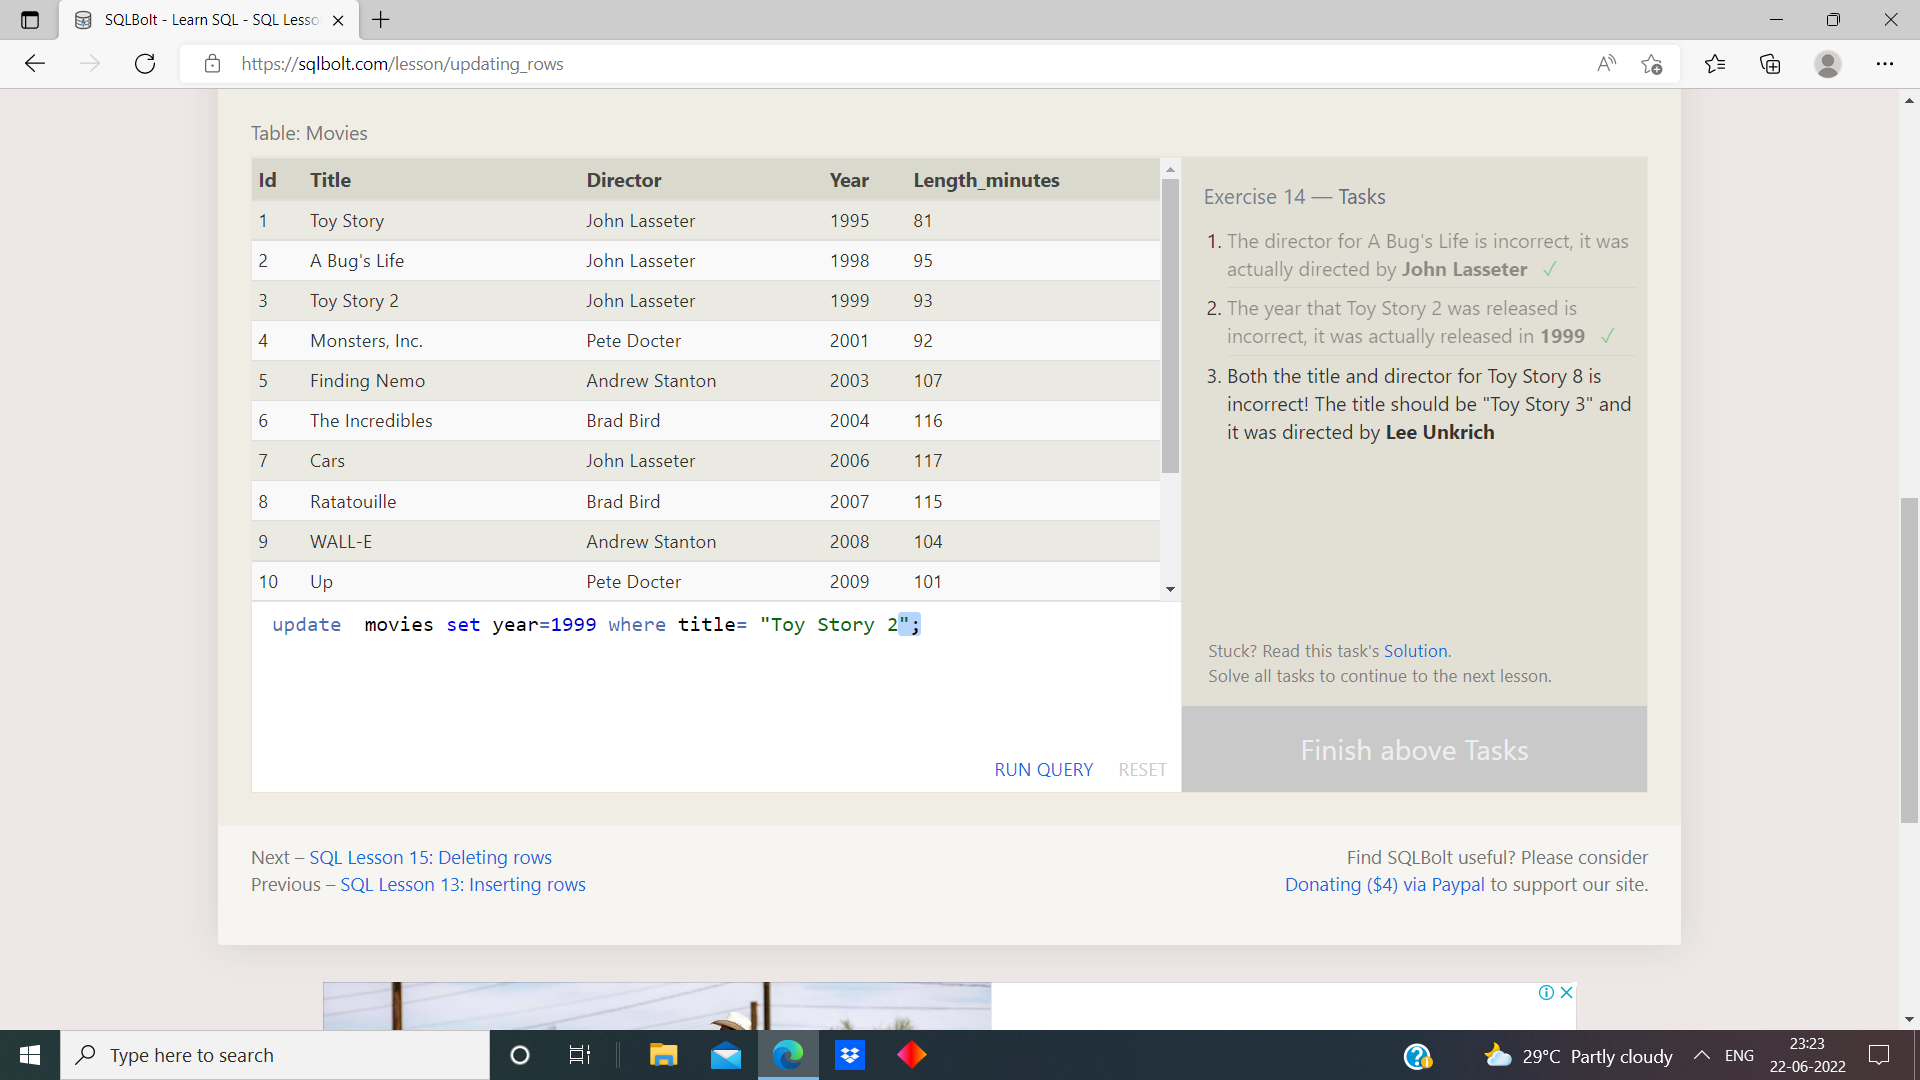 SQLBolt - Learn SQL - SQL Lesso
https://sqlbolt.com/lesson/updating_rows
Table: Movies
Id Title Director Year Length_minutes
1 Toy Story John Lasseter 1995 81
2 A Bug's Life John Lasseter 1998 95
3 Toy Story 2 John Lasseter 1999 93
4 Monsters, Inc. Pete Docter 2001 92
5 Finding Nemo Andrew Stanton 2003 107
6 The Incredibles Brad Bird 2004 116
7 Cars John Lasseter 2006 117
8 Ratatouille Brad Bird 2007 115
9 WALL-E Andrew Stanton 2008 104
10 Up Pete Docter 2009 101
update  movies set year=1999 where title= "Toy Story 2";
RUN QUERY RESET
Exercise 14 — Tasks
1. The director for A Bug's Life is incorrect, it was
actually directed by John Lasseter ✓
2. The year that Toy Story 2 was released is
incorrect, it was actually released in 1999 ✓
3. Both the title and director for Toy Story 8 is
incorrect! The title should be "Toy Story 3" and
it was directed by Lee Unkrich
Stuck? Read this task's Solution.
Solve all tasks to continue to the next lesson.
Finish above Tasks
Next – SQL Lesson 15: Deleting rows
Previous – SQL Lesson 13: Inserting rows
Find SQLBolt useful? Please consider
Donating ($4) via Paypal to support our site.
Type here to search
29°C Partly cloudy
ENG
23:23
22-06-2022